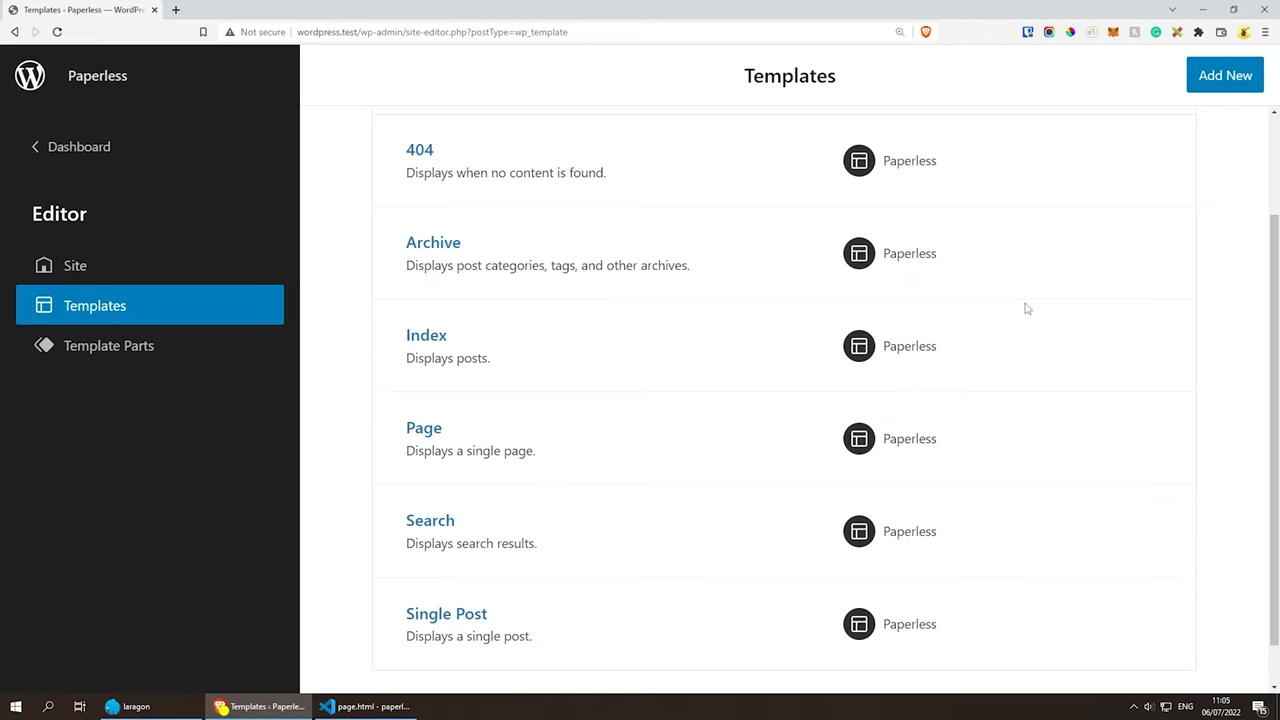 Templates ‹ Paperless — WordPre
Not secure
wordpress.test/wp-admin/site-editor.php?postType=wp_template
Paperless
Templates
Add New
Dashboard
Editor
Site
Templates
Template Parts
404
Displays when no content is found.
Paperless
Archive
Displays post categories, tags, and other archives.
Paperless
Index
Displays posts.
Paperless
Page
Displays a single page.
Paperless
Search
Displays search results.
Paperless
Single Post
Displays a single post.
Paperless
laragon
Templates ‹ Paperle...
page.html - paperl...
ENG
11:05
06/07/2022
15